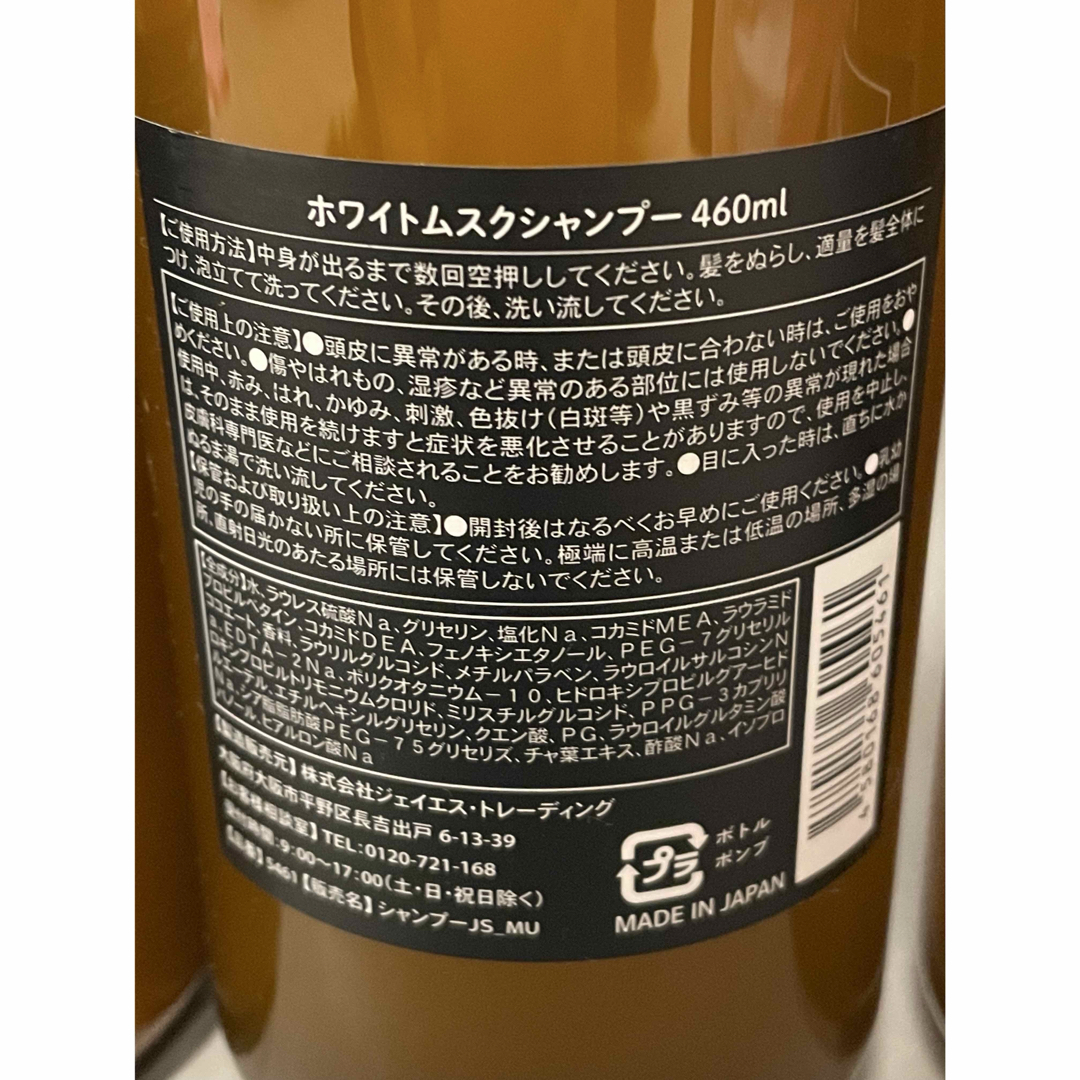 ホワイトムスクシャンプー 460ml
【ご使用方法】中身が出るまで数回空押ししてください。髪をぬらし、適量を髪全体に
つけ、泡立てて洗ってください。その後、洗い流してください。
【ご使用上の注意】●頭皮に異常がある時、または頭皮に合わない時は、ご使用をおや
めください。●傷やはれもの、湿疹など異常のある部位には使用しないでください。●
使用中、赤み、はれ、かゆみ、刺激、色抜け(白斑等)や黒ずみ等の異常が現れた場合
は、そのまま使用を続けますと症状を悪化させることがありますので、使用を中止し、
皮膚科専門医などにご相談されることをお勧めします。●目に入った時は、直ちに水か
ぬるま湯で洗い流してください。
【保管および取り扱い上の注意】●開封後はなるべくお早めにご使用ください。●乳幼
児の手の届かない所に保管してください。極端に高温または低温の場所、多湿の場
所、直射日光のあたる場所には保管しないでください。
【全成分】水、ラウレス硫酸Na、グリセリン、塩化Na、コカミドMEA、ラウラミド
プロピルベタイン、コカミドDEA、フェノキシエタノール、PEG-7グリセリル
ココエート、香料、ラウリルグルコシド、メチルパラベン、ラウロイルサルコシンN
a、EDTA-2Na、ポリクオタニウム-10、ヒドロキシプロピルグアーヒド
ロキシプロピルトリモニウムクロリド、ミリスチルグルコシド、PPG-3カプリリ
ルエーテル、エチルヘキシルグリセリン、クエン酸、PG、ラウロイルグルタミン酸
Na、シア脂脂肪酸PEG-75グリセリズ、チャ葉エキス、酢酸Na、イソプロ
パノール、ヒアルロン酸Na
【製造販売元】株式会社ジェイエス・トレーディング
大阪府大阪市平野区長吉出戸 6-13-39
【お客様相談室】TEL:0120-721-168
9:00〜17:00(土・日・祝日除く)
5461【販売名】シャンプーJS_MU
プラ
ボトル
ポンプ
MADE IN JAPAN